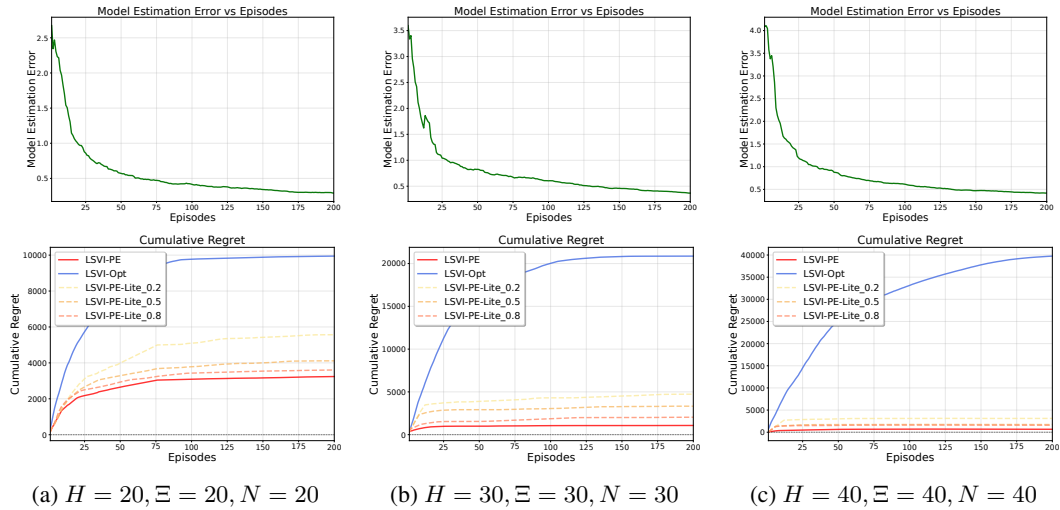 Model Estimation Error vs Episodes
Model Estimation Error
2.5
2.0
1.5
1.0
0.5
25 50 75 100 125 150 175 200
Episodes
Model Estimation Error vs Episodes
Model Estimation Error
3.5
3.0
2.5
2.0
1.5
1.0
0.5
25 50 75 100 125 150 175 200
Episodes
Model Estimation Error vs Episodes
Model Estimation Error
4.0
3.5
3.0
2.5
2.0
1.5
1.0
0.5
25 50 75 100 125 150 175 200
Episodes
Cumulative Regret
Cumulative Regret
10000
8000
6000
4000
2000
0
LSVI-PE
LSVI-Opt
LSVI-PE-Lite_0.2
LSVI-PE-Lite_0.5
LSVI-PE-Lite_0.8
25 50 75 100 125 150 175 200
Episodes
Cumulative Regret
Cumulative Regret
20000
15000
10000
5000
0
LSVI-PE
LSVI-Opt
LSVI-PE-Lite_0.2
LSVI-PE-Lite_0.5
LSVI-PE-Lite_0.8
25 50 75 100 125 150 175 200
Episodes
Cumulative Regret
Cumulative Regret
40000
35000
30000
25000
20000
15000
10000
5000
0
LSVI-PE
LSVI-Opt
LSVI-PE-Lite_0.2
LSVI-PE-Lite_0.5
LSVI-PE-Lite_0.8
25 50 75 100 125 150 175 200
Episodes
(a) H = 20, Ξ = 20, N = 20
(b) H = 30, Ξ = 30, N = 30
(c) H = 40, Ξ = 40, N = 40